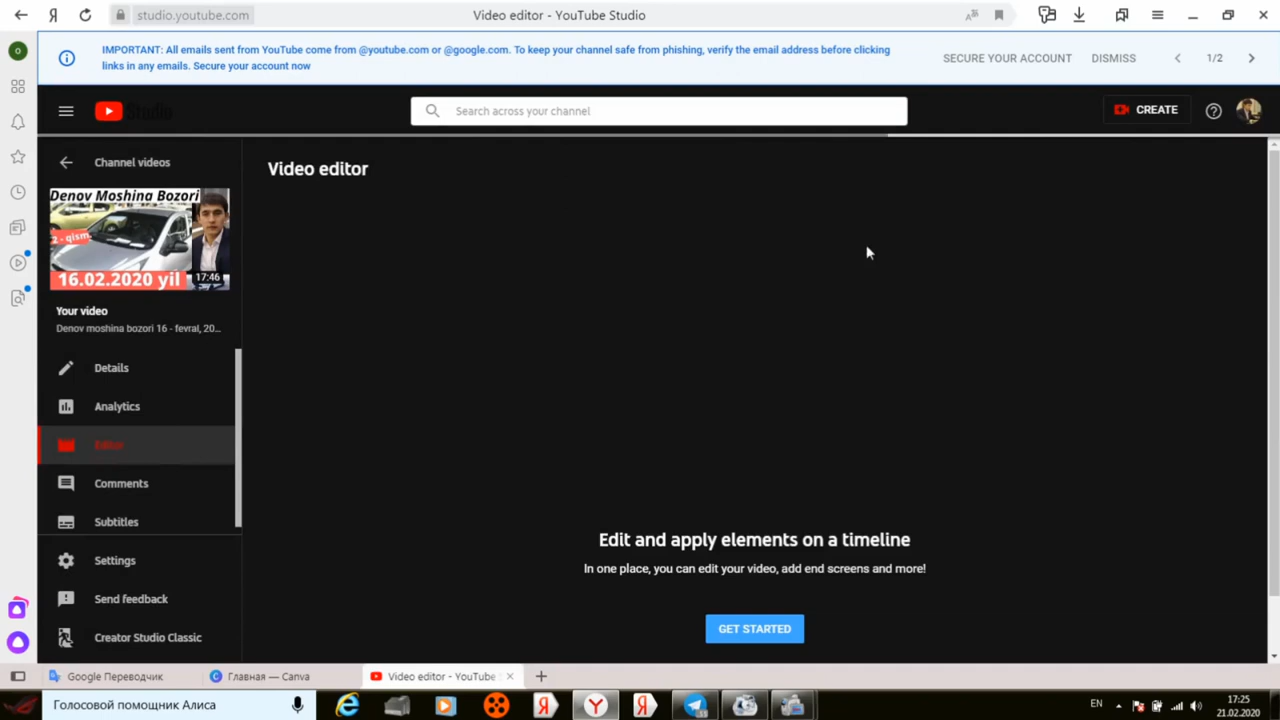 studio.youtube.com
Video editor - YouTube Studio
IMPORTANT: All emails sent from YouTube come from @youtube.com or @google.com. To keep your channel safe from phishing, verify the email address before clicking
links in any emails. Secure your account now
SECURE YOUR ACCOUNT
DISMISS
1/2
Studio
Search across your channel
CREATE
Channel videos
Video editor
Denov Moshina Bozori
2 - qism
16.02.2020 yil
17:46
Your video
Denov moshina bozori 16 - fevral, 20...
Details
Analytics
Editor
Comments
Subtitles
Settings
Send feedback
Creator Studio Classic
Edit and apply elements on a timeline
In one place, you can edit your video, add end screens and more!
GET STARTED
Google Переводчик
Главная — Canva
Video editor - YouTube
Голосовой помощник Алиса
EN
17:25
21.02.2020